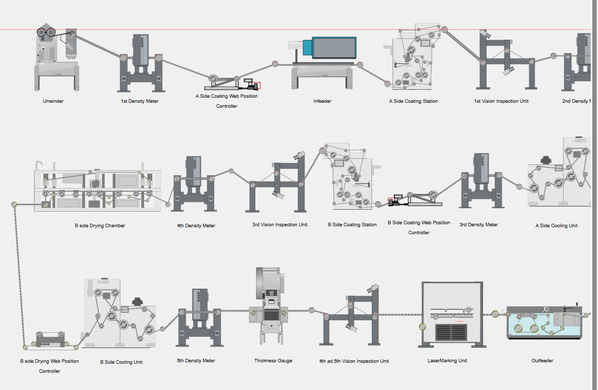 Unwinder
1st Density Meter
A Side Coating Web Position
Controller
Infeeder
A Side Coating Station
1st Vision Inspection Unit
2nd Density
B side Drying Chamber
4th Density Meter
3rd Vision Inspection Unit
B Side Coating Station
B Side Coating Web Position
Controller
3rd Density Meter
A Side Cooling Unit
B side Drying Web Position
Controller
B Side Cooling Unit
5th Density Meter
Thickness Gauge
4th ad 5th Vision Inspection Unit
LaserMarking Unit
Outfeeder